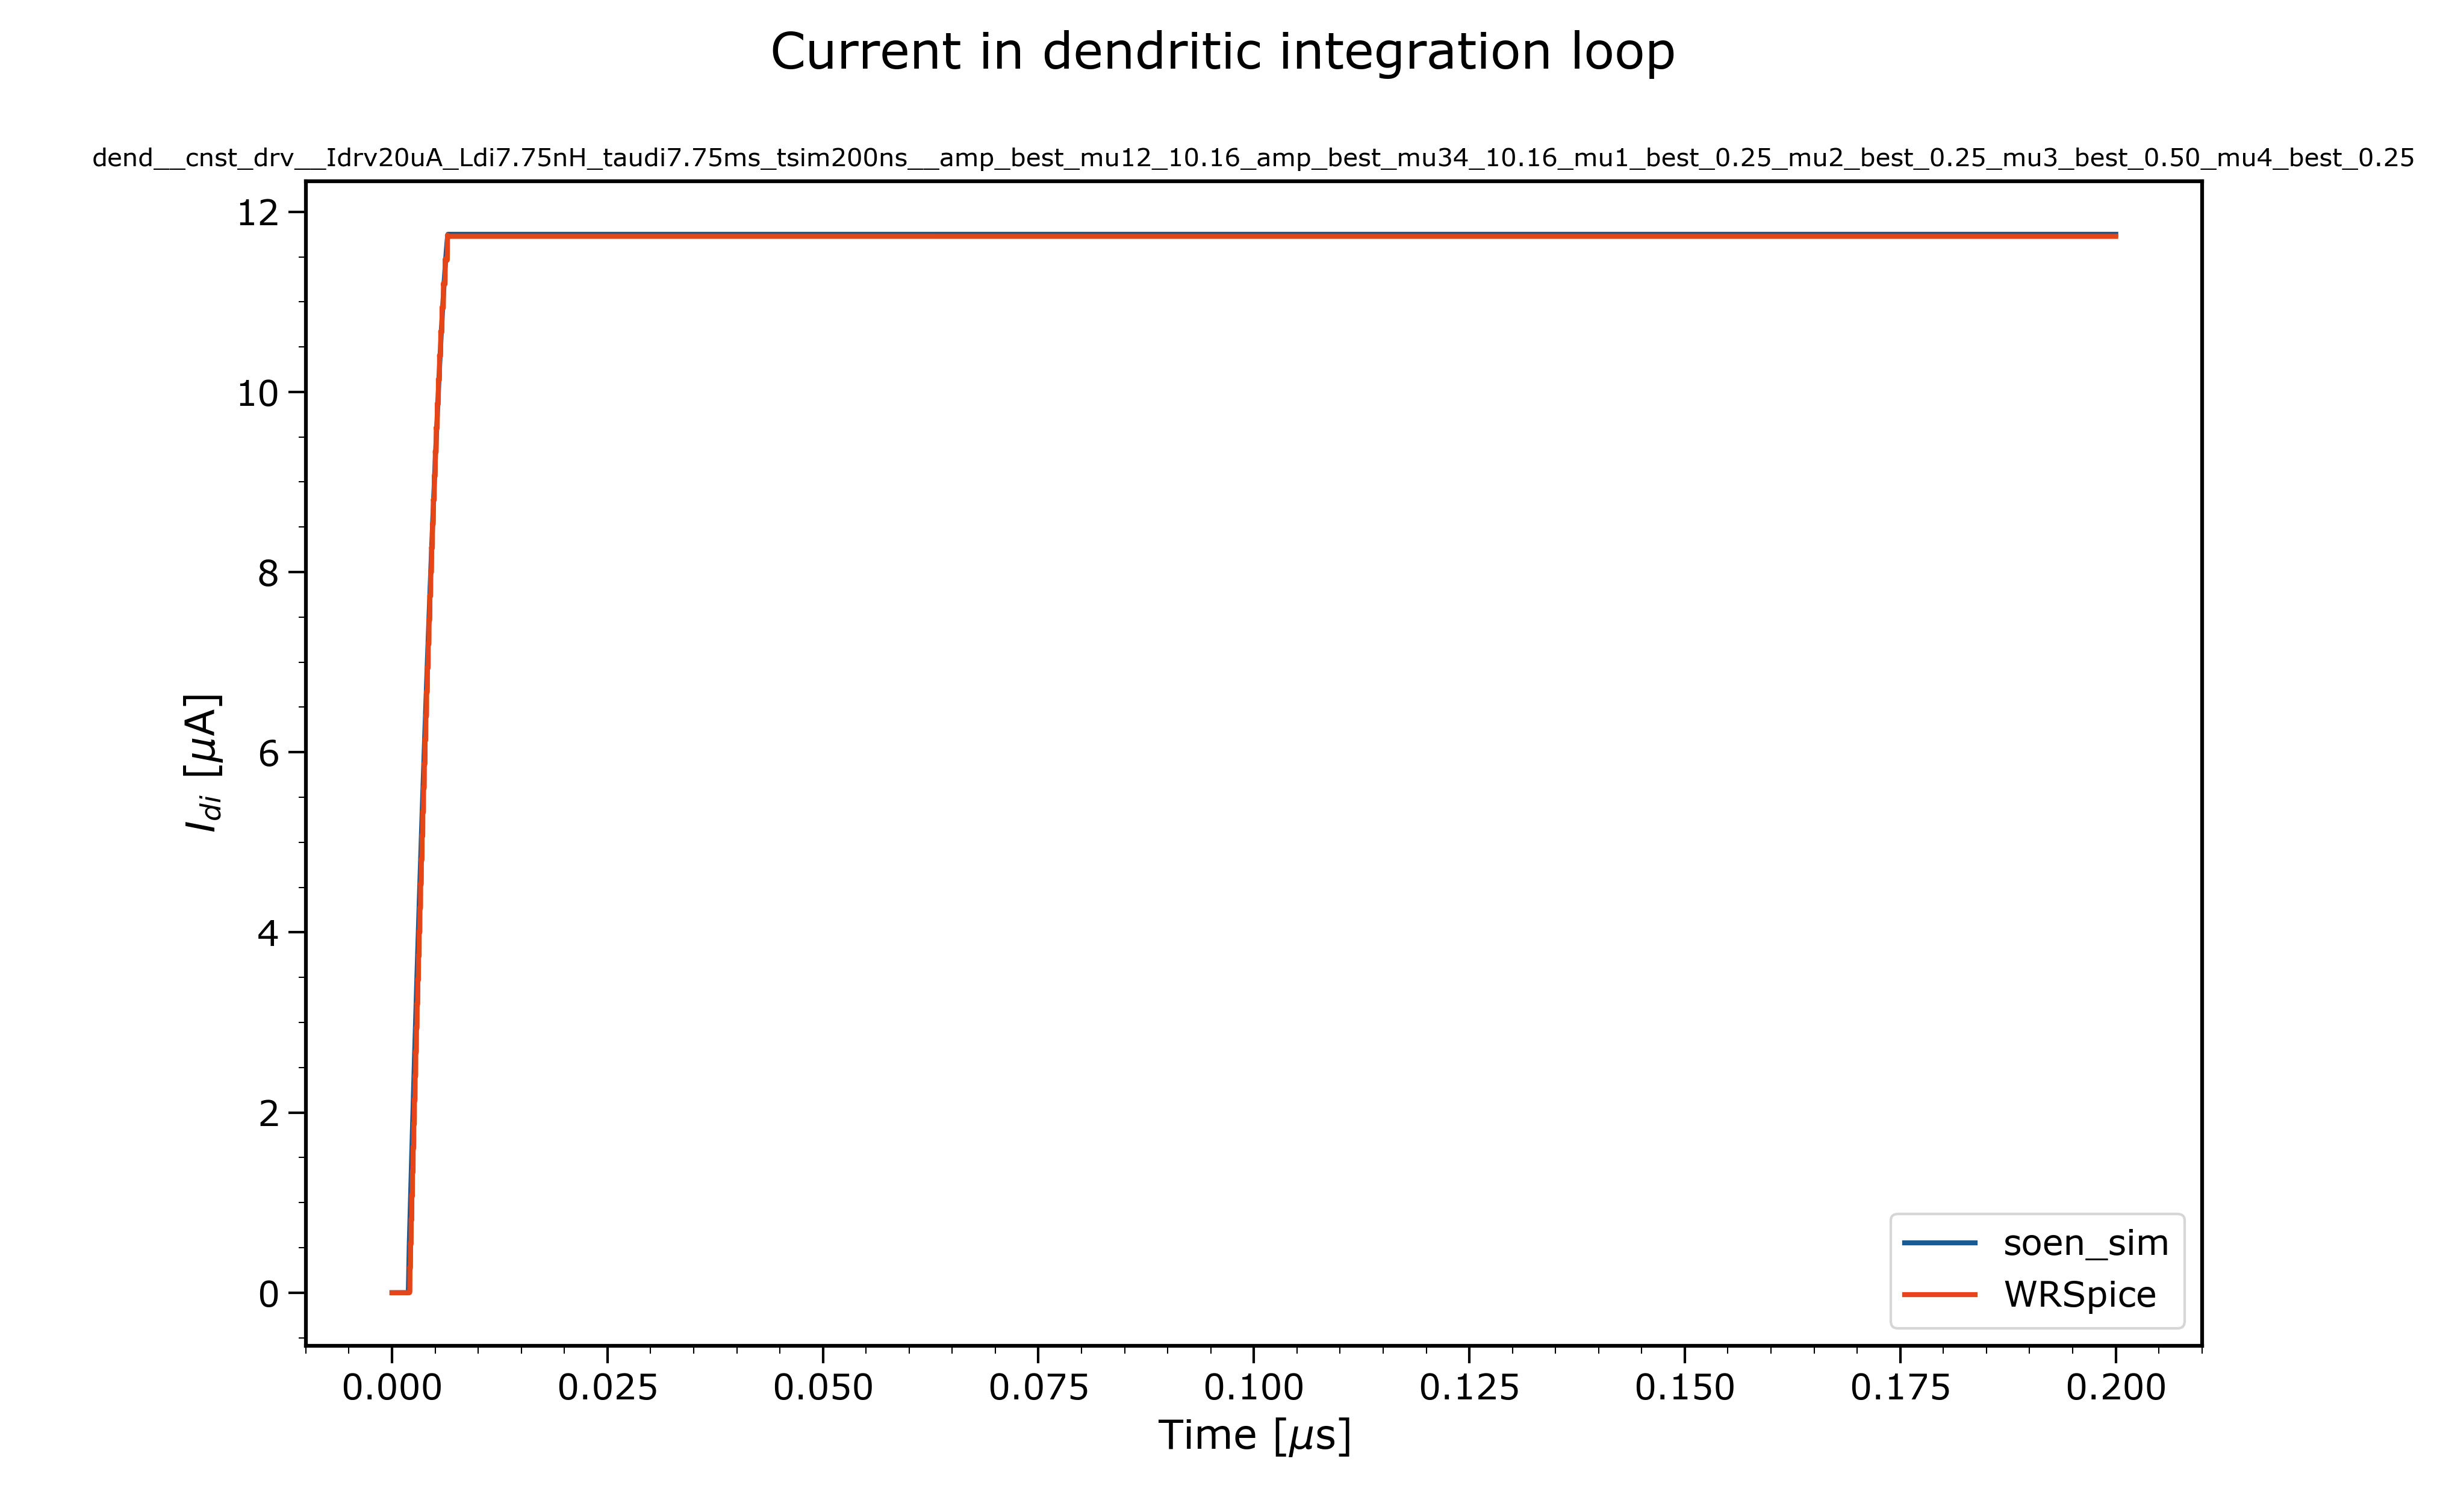 Current in dendritic integration loop
dend__cnst_drv__Idrv20uA_Ldi7.75nH_taudi7.75ms_tsim200ns__amp_best_mu12_10.16_amp_best_mu34_10.16_mu1_best_0.25_mu2_best_0.25_mu3_best_0.50_mu4_best_0.25
12
10
8
6
4
2
0
I_di [μA]
soen_sim
WRSpice
0.000 0.025 0.050 0.075 0.100 0.125 0.150 0.175 0.200
Time [μs]